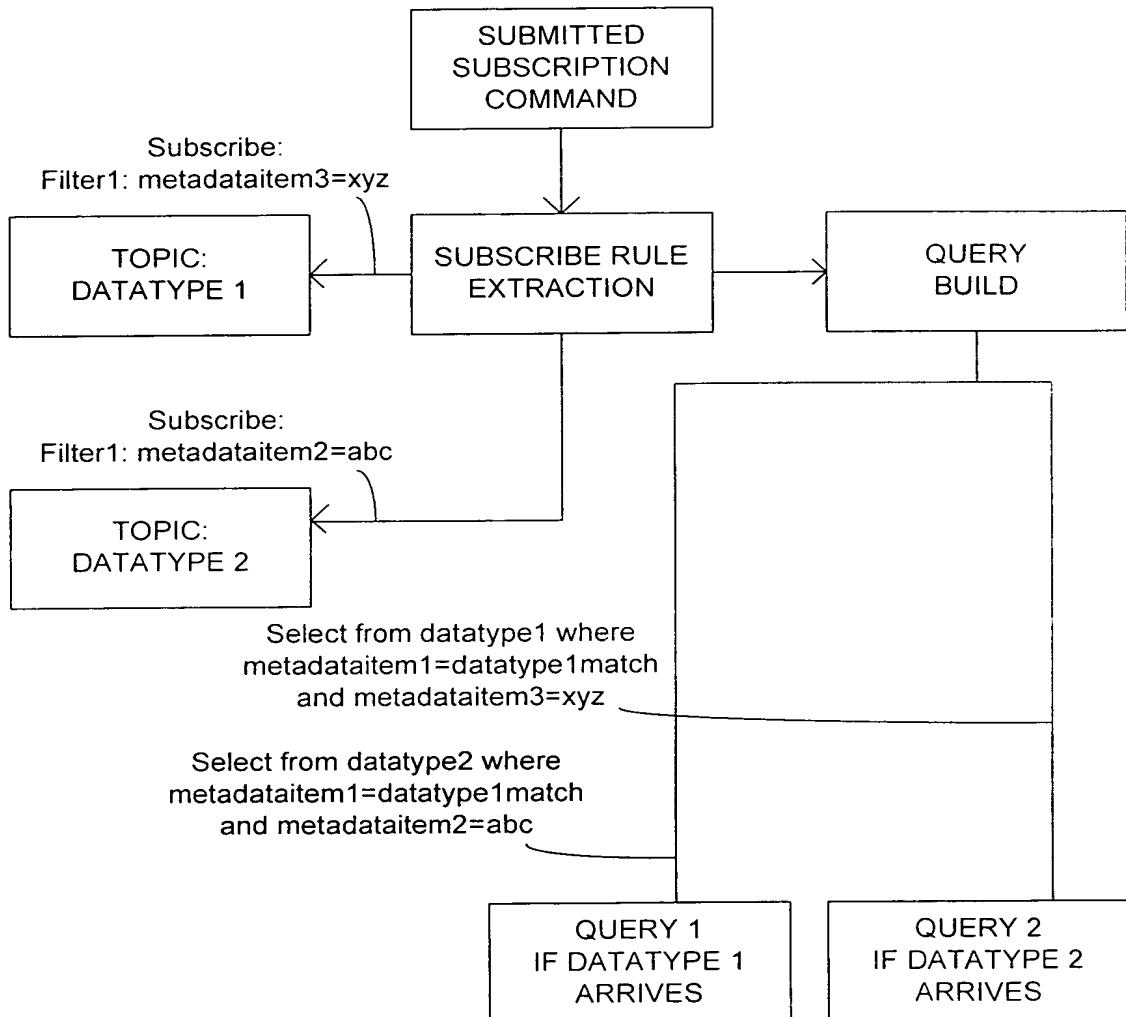 SUBMITTED
SUBSCRIPTION
COMMAND
Subscribe:
Filter1: metadataitem3=xyz
TOPIC:
DATATYPE 1
SUBSCRIBE RULE
EXTRACTION
QUERY
BUILD
Subscribe:
Filter1: metadataitem2=abc
TOPIC:
DATATYPE 2
Select from datatype1 where
metadataitem1=datatype1match
and metadataitem3=xyz
Select from datatype2 where
metadataitem1=datatype1match
and metadataitem2=abc
QUERY 1
IF DATATYPE 1
ARRIVES
QUERY 2
IF DATATYPE 2
ARRIVES